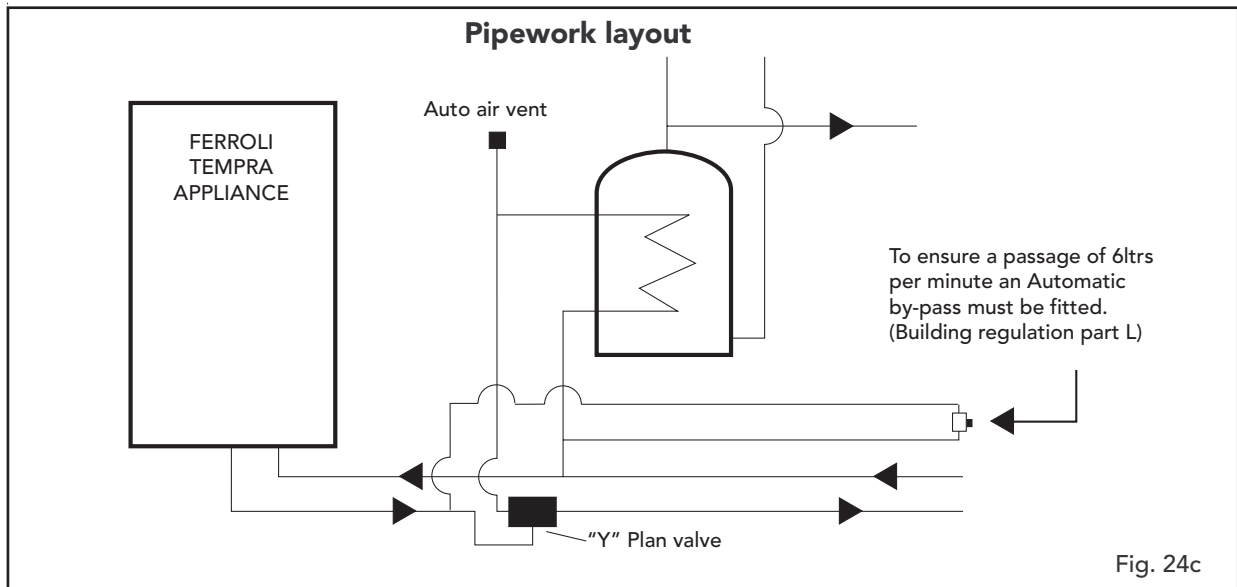 Pipework layout
Auto air vent
FERROLI
TEMPRA
APPLIANCE
To ensure a passage of 6ltrs
per minute an Automatic
by-pass must be fitted.
(Building regulation part L)
“Y” Plan valve
Fig. 24c